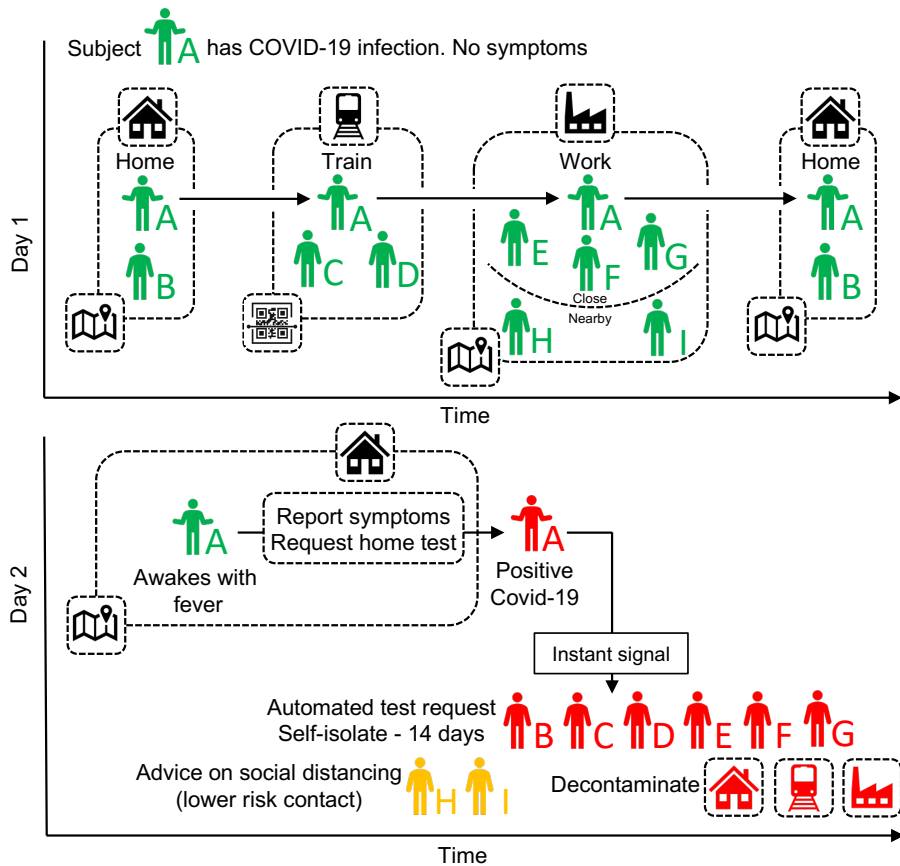 Subject A has COVID-19 infection. No symptoms
Home
Train
Work
Home
A
A
A
A
B
C
D
E
F
G
B
Close
Nearby
H
I
Day 1
Time
A
Report symptoms
Request home test
A
Awakes with
fever
Positive
Covid-19
Instant signal
Day 2
Automated test request
Self-isolate - 14 days
B
C
D
E
F
G
Advice on social distancing
(lower risk contact)
H
I
Decontaminate
Time